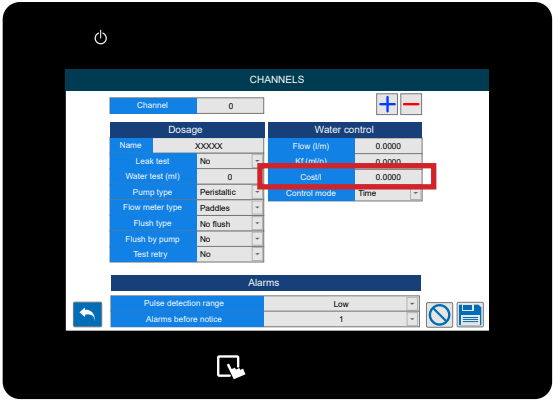 CHANNELS
Channel 0
Dosage
Name XXXXX
Leak test No
Water test (ml) 0
Pump type Peristaltic
Flow meter type Paddles
Flush type No flush
Flush by pump No
Test retry No
Water control
Flow (l/m) 0.0000
Kf (ml/p) 0.0000
Cost/l 0.0000
Control mode Time
Alarms
Pulse detection range Low
Alarms before notice 1